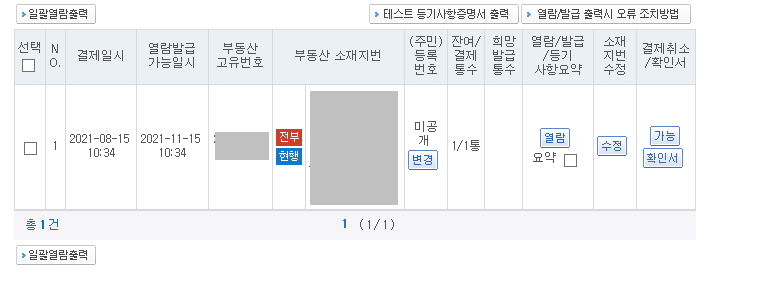 일괄열람출력
테스트 등기사항증명서 출력
열람/발급 출력시 오류 조치방법
선택
N
O.
결제일시
열람발급
가능일시
부동산
고유번호
부동산 소재지번
(주민)
등록
번호
잔여/
결제
통수
희망
발급
통수
열람/발급
/등기
사항요약
소재
지번
수정
결제취소
/확인서
1
2021-08-15
10:34
2021-11-15
10:34
전부
현행
미공
개
변경
1/1통
열람
요약
수정
가능
확인서
총 1 건
1 (1/1)
일괄열람출력